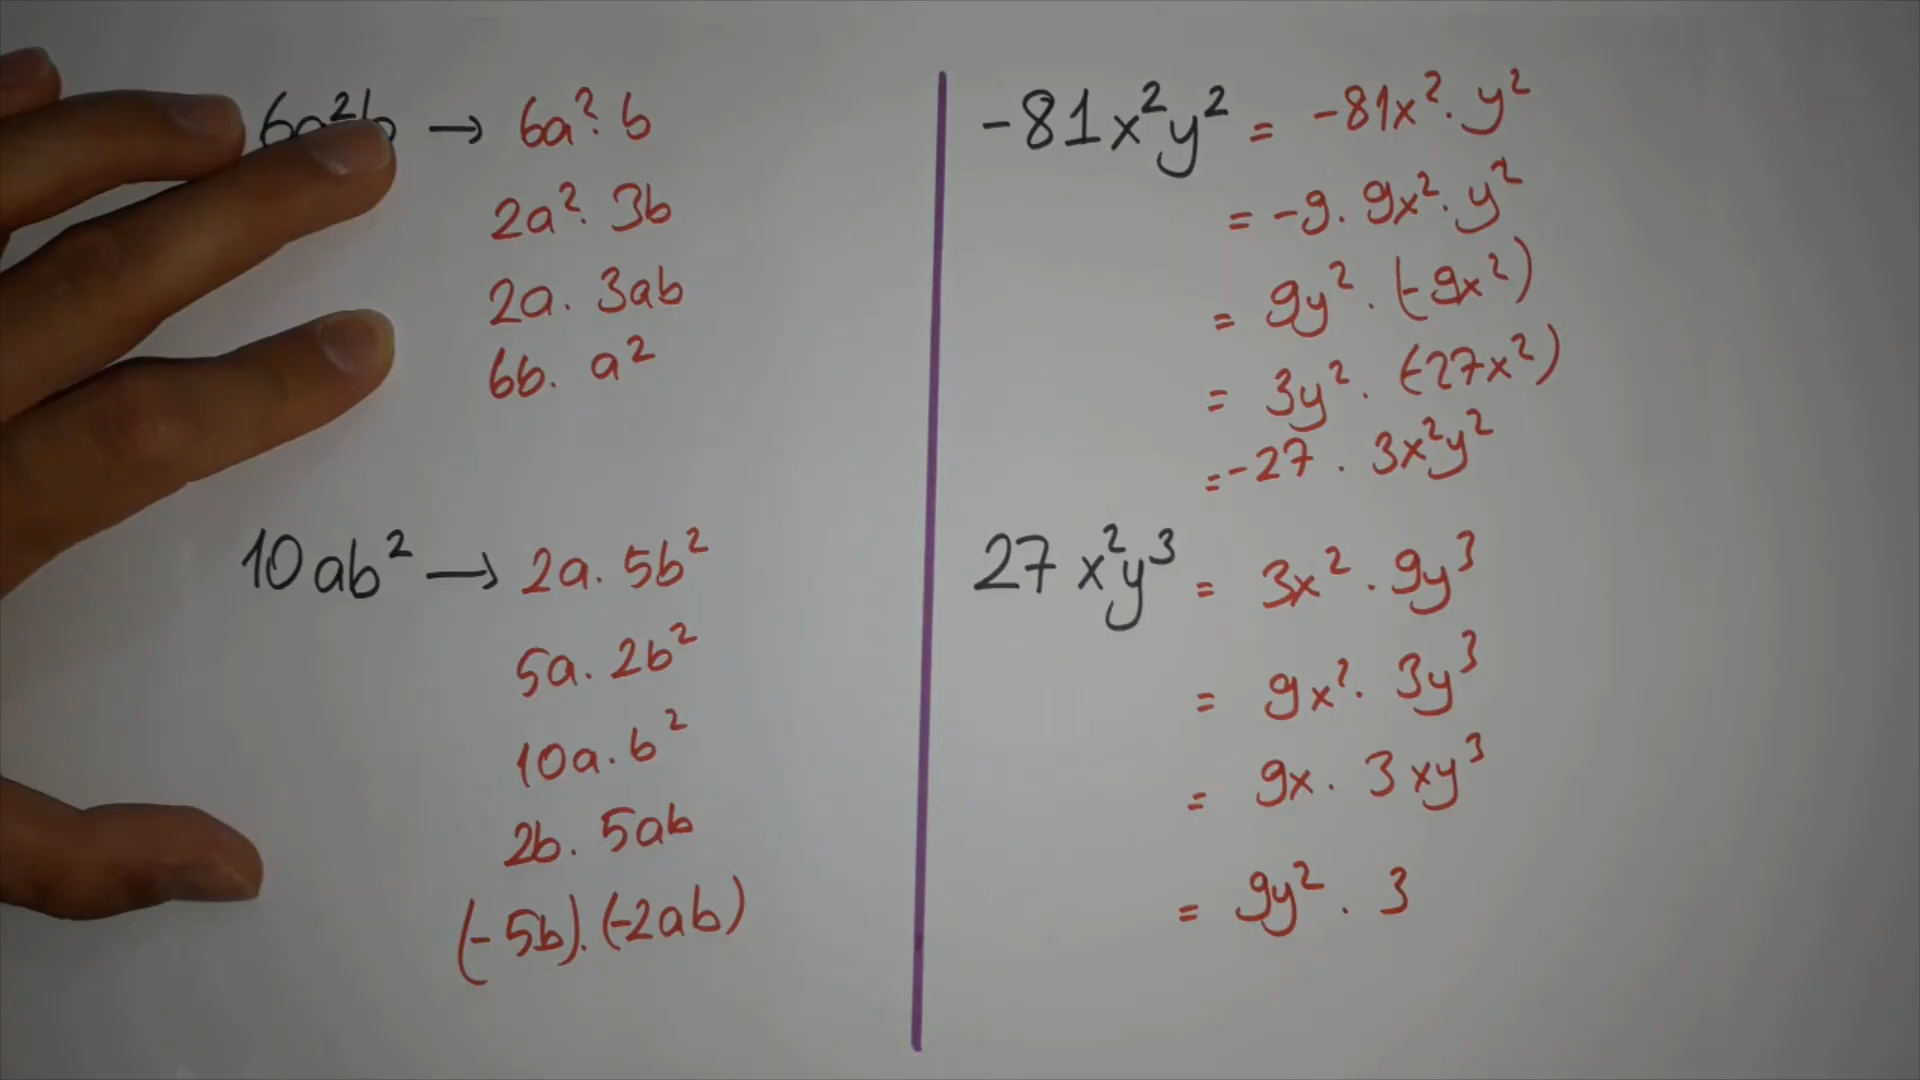 6a²b → 6a². b
2a². 3b
2a. 3ab
6b. a²
10ab² → 2a. 5b²
5a. 2b²
10a. b²
2b. 5ab
(-5b). (-2ab)
-81x²y² = -81x². y²
= -9. 9x². y²
= 9y². (-9x²)
= 3y². (-27x²)
= -27. 3x²y²
27x²y³ = 3x². 9y³
= 9x². 3y³
= 9x. 3xy³
= 9y². 3